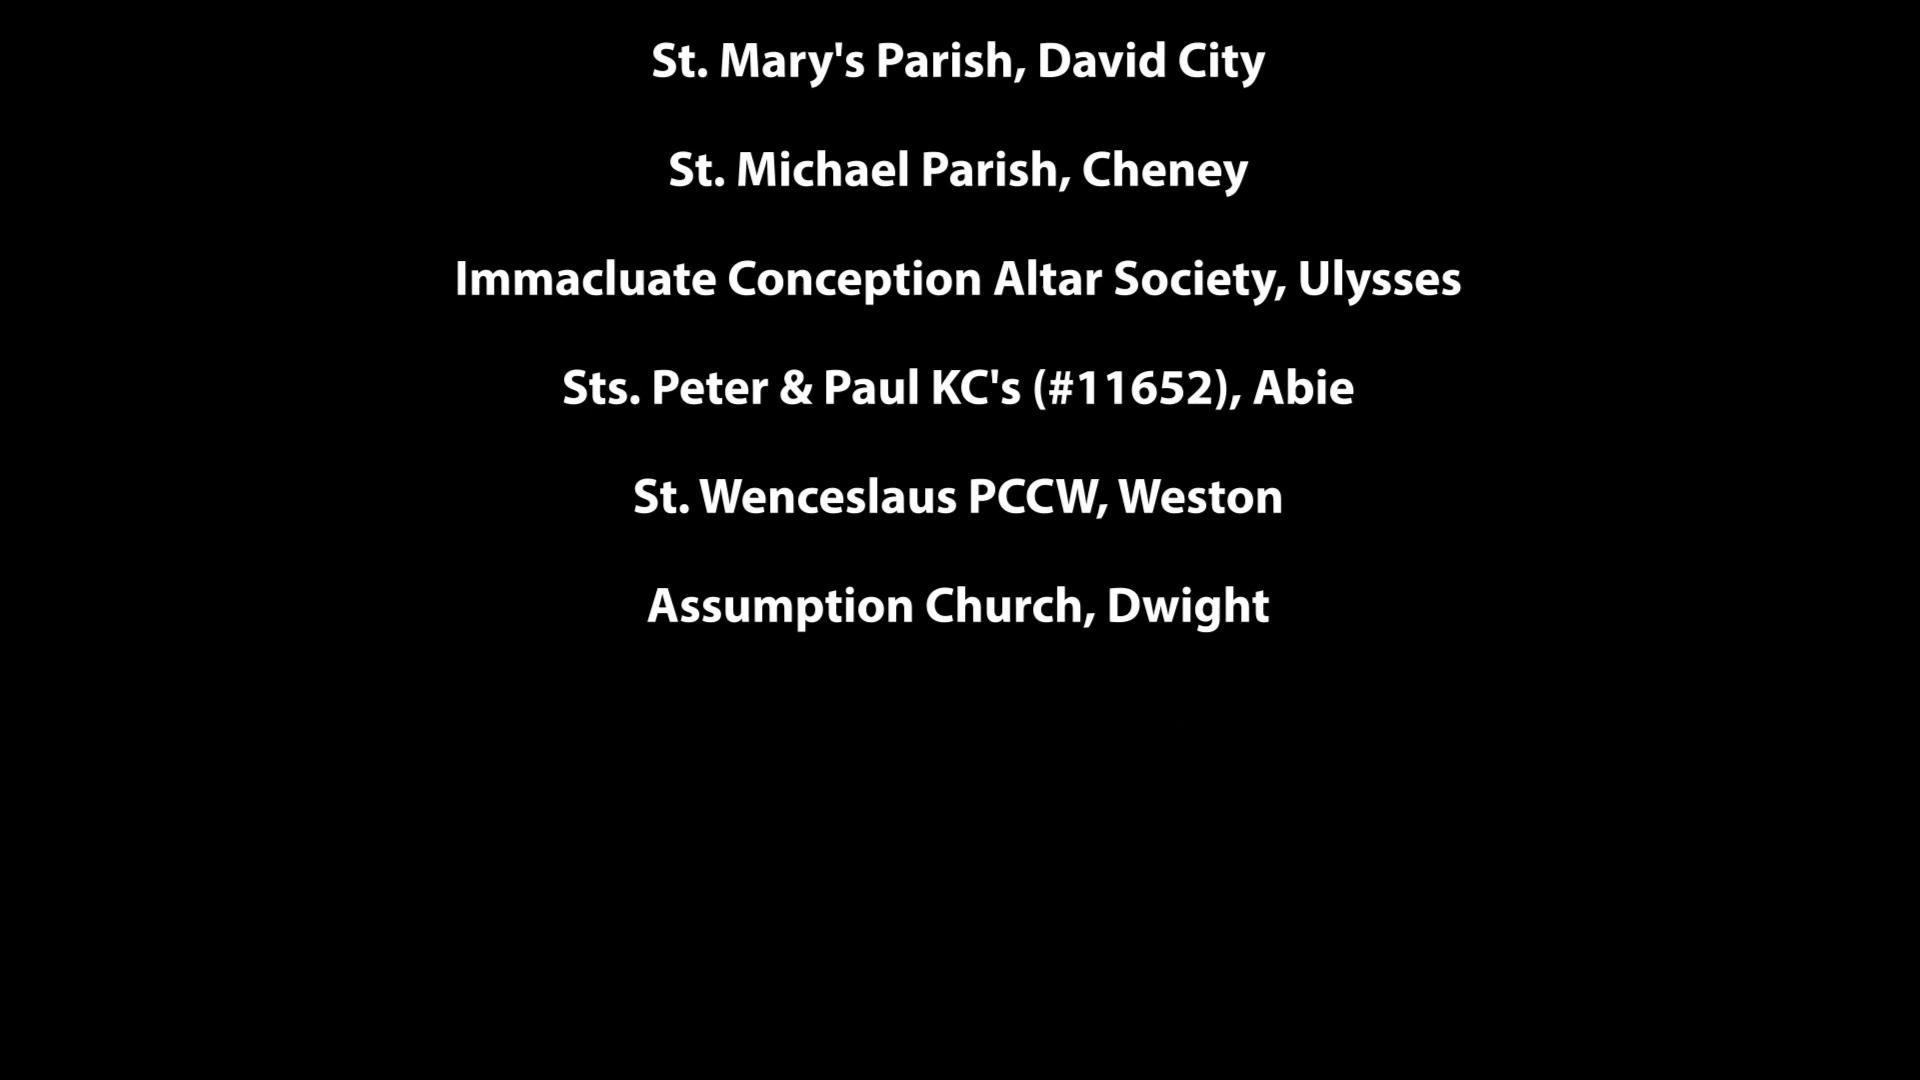 St. Mary's Parish, David City
St. Michael Parish, Cheney
Immacluate Conception Altar Society, Ulysses
Sts. Peter & Paul KC's (#11652), Abie
St. Wenceslaus PCCW, Weston
Assumption Church, Dwight